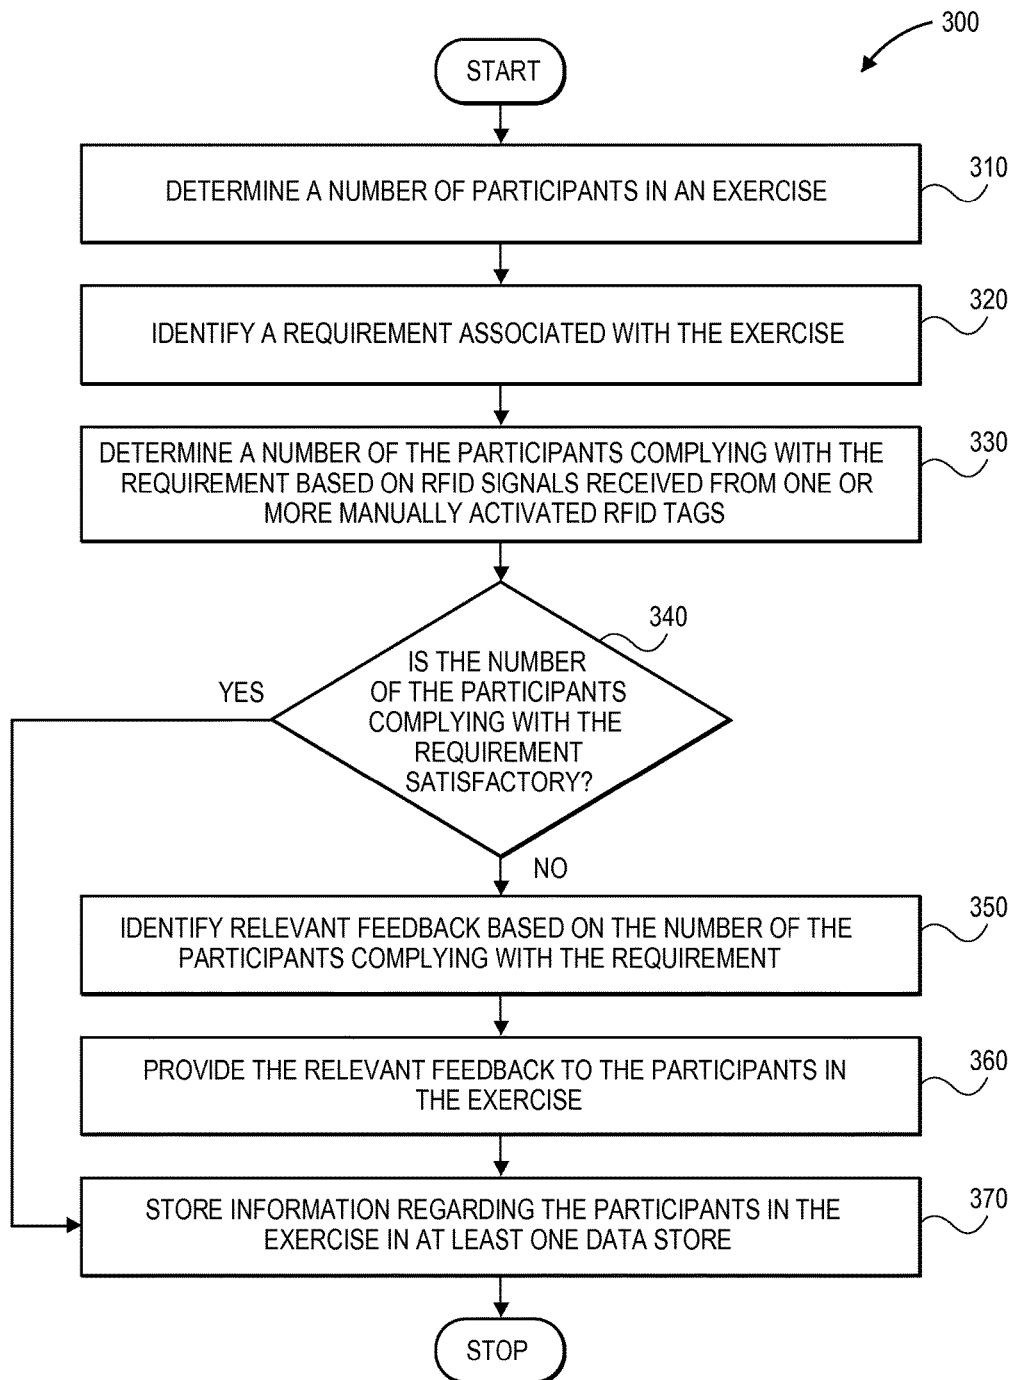 300
START
DETERMINE A NUMBER OF PARTICIPANTS IN AN EXERCISE
310
IDENTIFY A REQUIREMENT ASSOCIATED WITH THE EXERCISE
320
DETERMINE A NUMBER OF THE PARTICIPANTS COMPLYING WITH THE
REQUIREMENT BASED ON RFID SIGNALS RECEIVED FROM ONE OR
MORE MANUALLY ACTIVATED RFID TAGS
330
340
IS THE NUMBER
OF THE PARTICIPANTS
COMPLYING WITH THE
REQUIREMENT
SATISFACTORY?
YES
NO
IDENTIFY RELEVANT FEEDBACK BASED ON THE NUMBER OF THE
PARTICIPANTS COMPLYING WITH THE REQUIREMENT
350
PROVIDE THE RELEVANT FEEDBACK TO THE PARTICIPANTS IN
THE EXERCISE
360
STORE INFORMATION REGARDING THE PARTICIPANTS IN THE
EXERCISE IN AT LEAST ONE DATA STORE
370
STOP